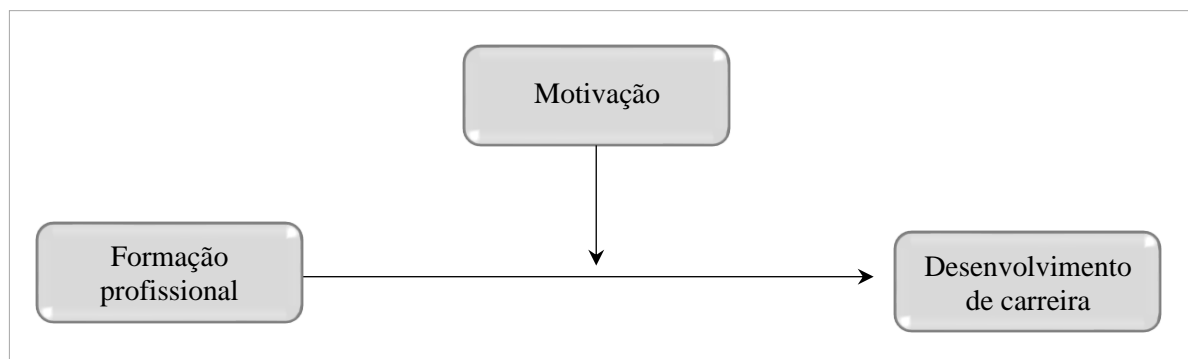 Motivação
Formação
profissional
Desenvolvimento
de carreira